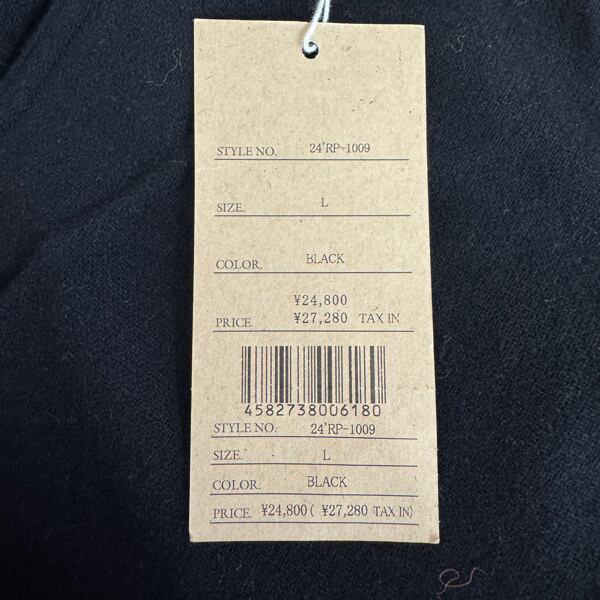 STYLE NO. 24'RP-1009
SIZE. L
COLOR. BLACK
¥24,800
PRICE. ¥27,280 TAX IN
4582738006180
STYLE NO. 24'RP-1009
SIZE. L
COLOR. BLACK
PRICE. ¥24,800 ( ¥27,280 TAX IN)